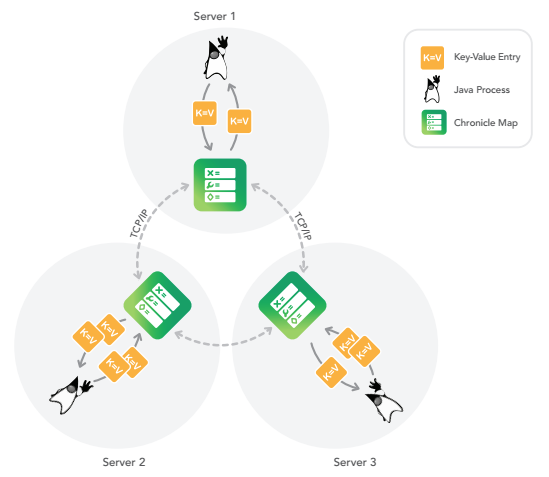 Server 1
K=V
Key-Value Entry
Java Process
Chronicle Map
K=V
K=V
X=
=
◇=
TCP/IP
TCP/IP
X=
=
◇=
X=
=
◇=
K=V
K=V
K=V
K=V
K=V
K=V
K=V
Server 2
Server 3